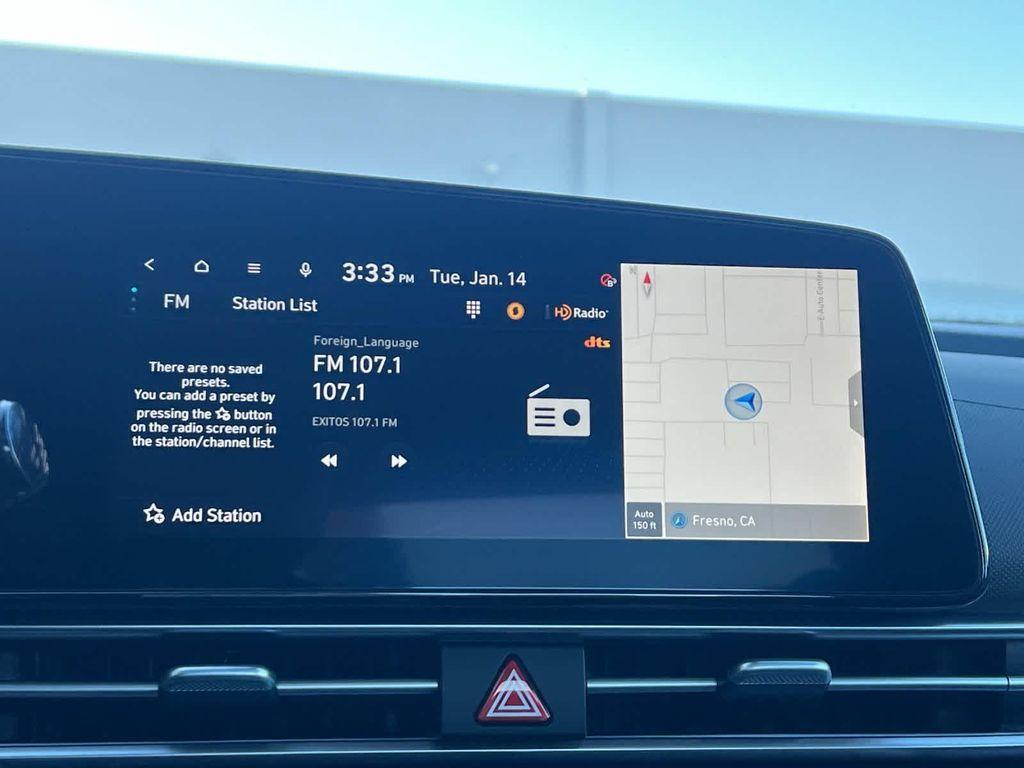 3:33 PM Tue, Jan. 14
FM Station List
HD Radio
dts
There are no saved
presets.
You can add a preset by
pressing the button
on the radio screen or in
the station/channel list.
Add Station
Foreign_Language
FM 107.1
107.1
EXITOS 107.1 FM
N
E Auto Center
Auto
150 ft
Fresno, CA